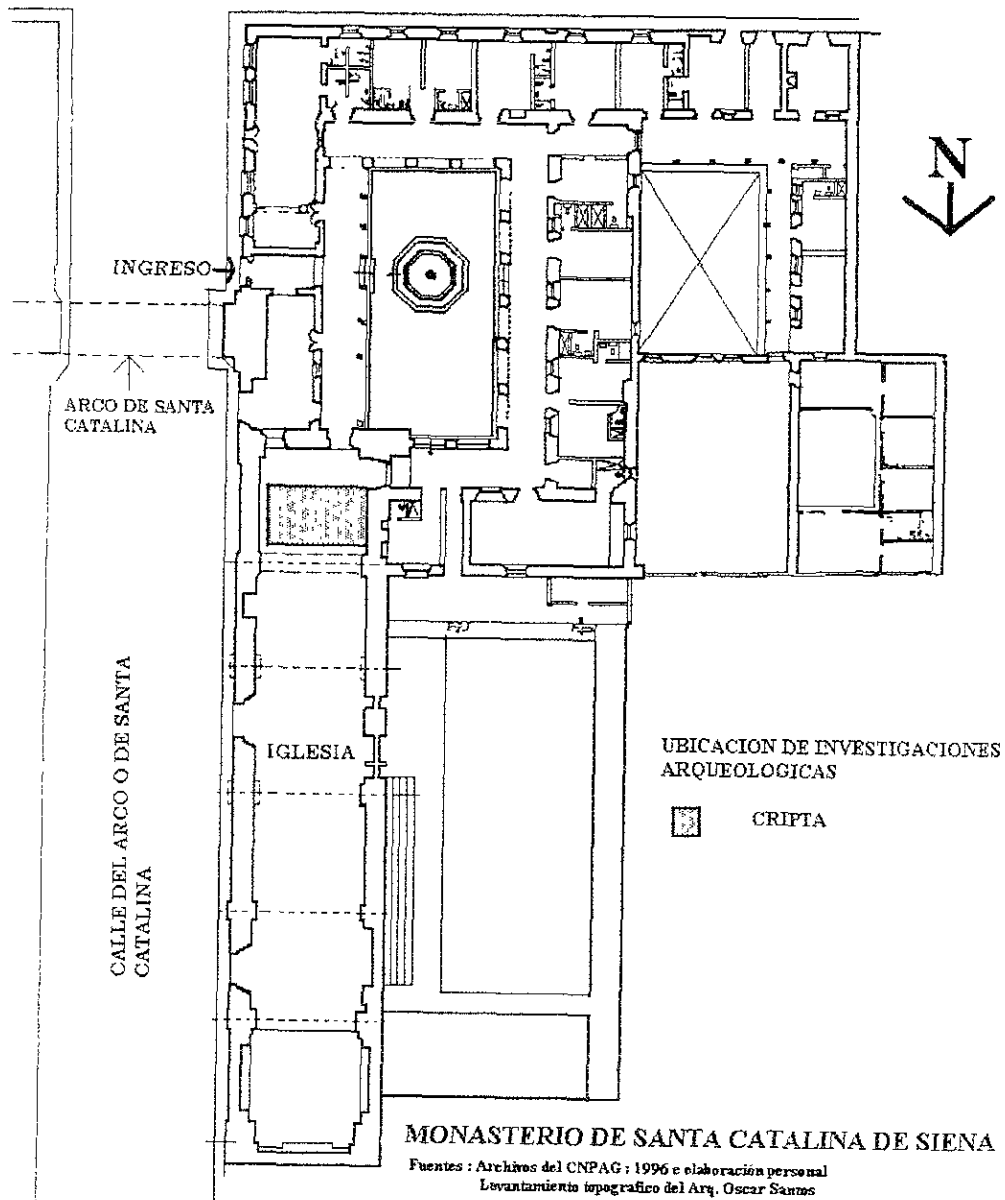 N
INGRESO
ARCO DE SANTA
CATALINA
CALLE DEL ARCO O DE SANTA
CATALINA
IGLESIA
UBICACION DE INVESTIGACIONES
ARQUEOLOGICAS
CRIPTA
MONASTERIO DE SANTA CATALINA DE SIENA
Fuentes : Archivos del CNPAG ; 1996 e elaboración personal
Levantamiento topografico del Arq. Oscar Santos